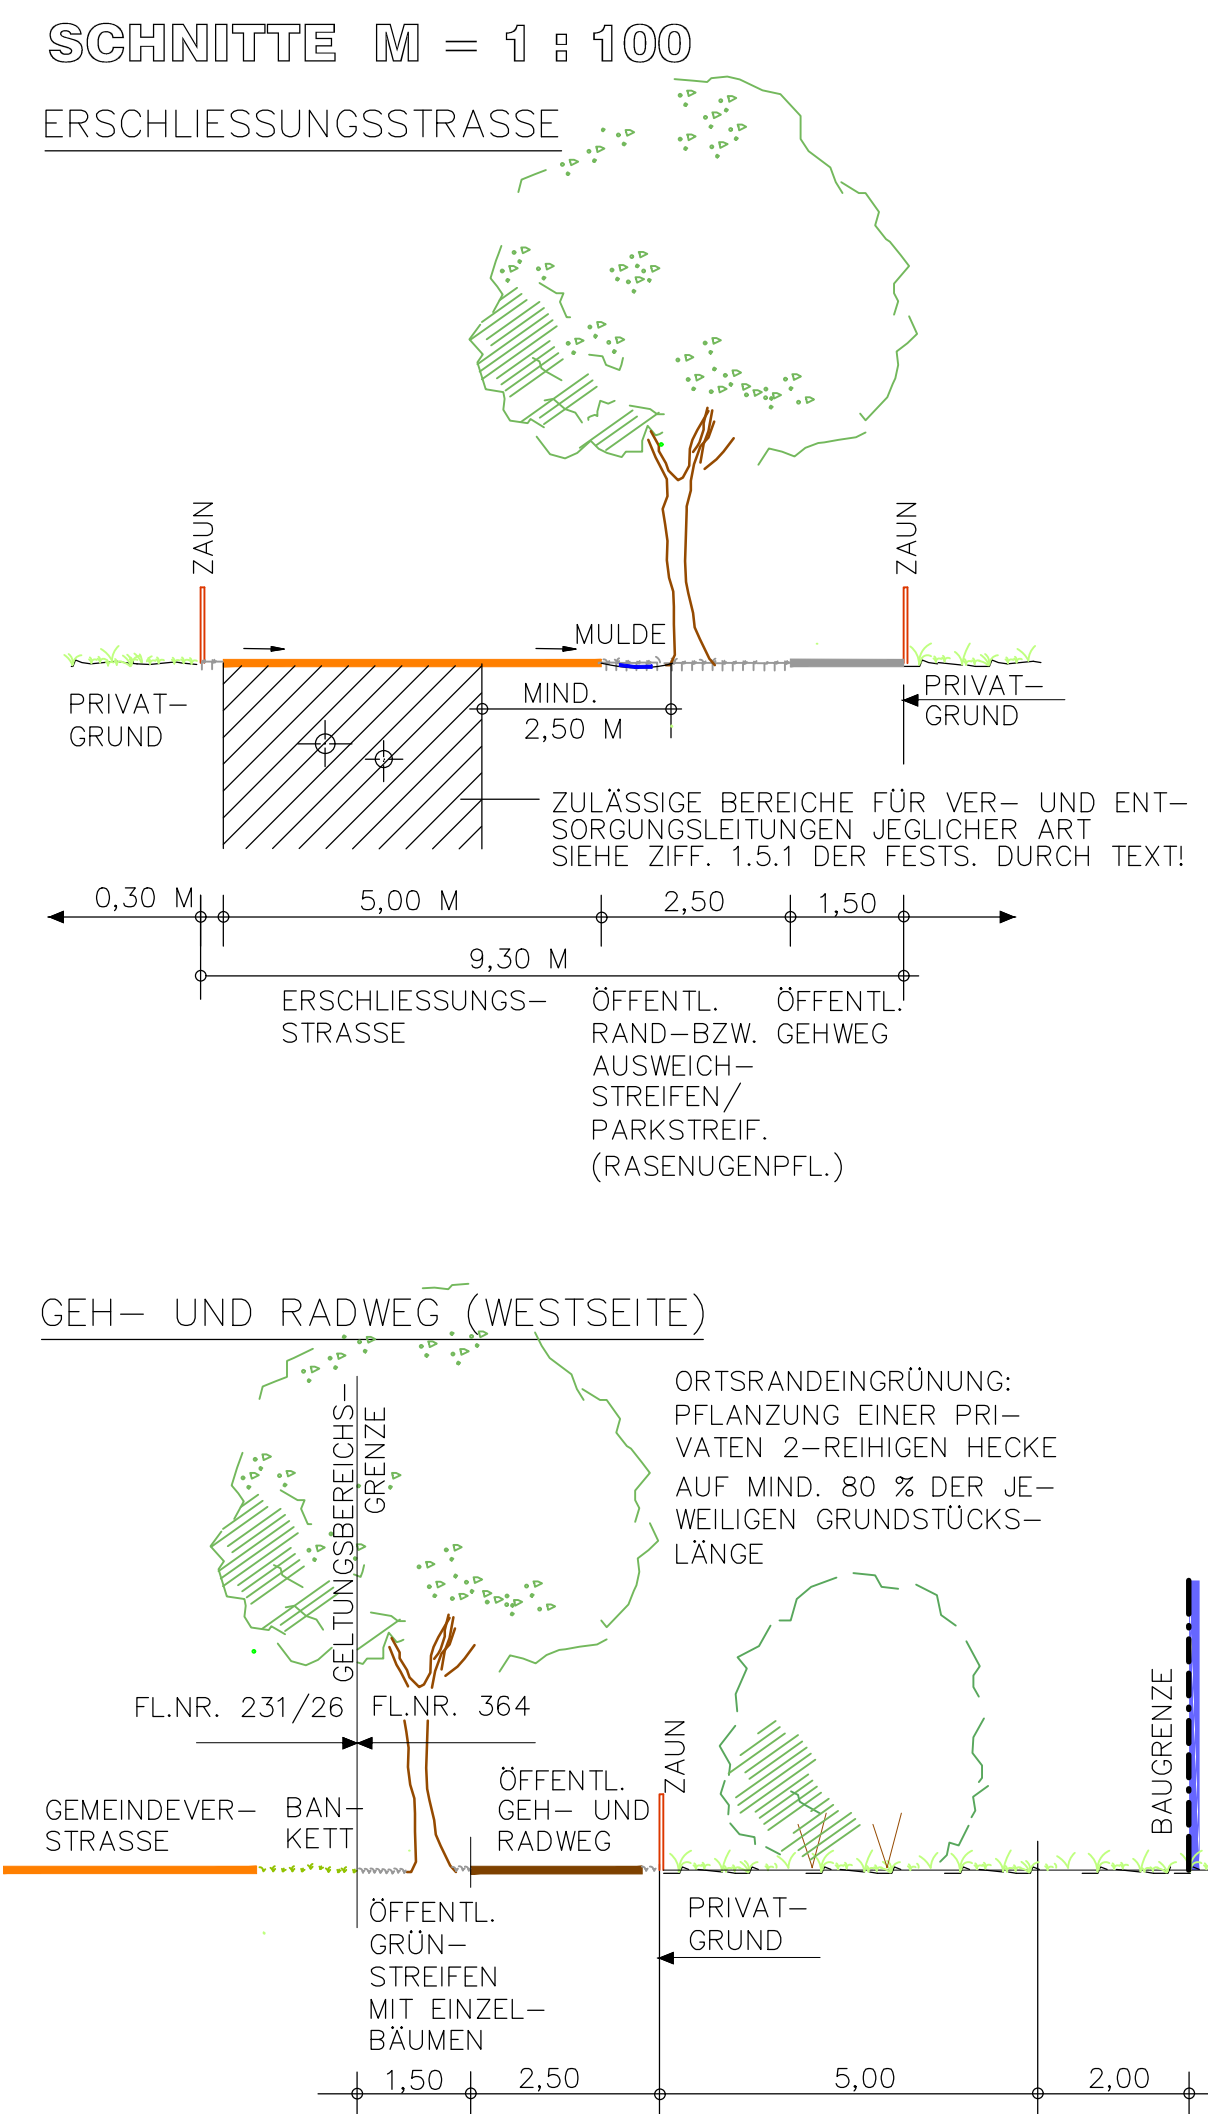 SCHNITTE M = 1 : 100
ERSCHLIESSUNGSSTRASSE
ZAUN
ZAUN
MULDE
PRIVAT-
GRUND
MIND.
2,50 M
PRIVAT-
GRUND
ZULÄSSIGE BEREICHE FÜR VER- UND ENT-
SORGUNGSLEITUNGEN JEGLICHER ART
SIEHE ZIFF. 1.5.1 DER FESTS. DURCH TEXT!
0,30 M
5,00 M
2,50
1,50
9,30 M
ERSCHLIESSUNGS-
STRASSE
ÖFFENTL.
RAND-BZW.
AUSWEICH-
STREIFEN/
PARKSTREIF.
(RASENUGENPFL.)
ÖFFENTL.
GEHWEG
GEH- UND RADWEG (WESTSEITE)
ORTSRANDEINGRÜNUNG:
PFLANZUNG EINER PRI-
VATEN 2-REIHIGEN HECKE
AUF MIND. 80 % DER JE-
WEILIGEN GRUNDSTÜCKS-
LÄNGE
GELTUNGSBEREICHS-
GRENZE
FL.NR. 231/26
FL.NR. 364
ZAUN
BAUGRENZE
GEMEINDEVER-
STRASSE
BAN-
KETT
ÖFFENTL.
GEH- UND
RADWEG
ÖFFENTL.
GRÜN-
STREIFEN
MIT EINZEL-
BÄUMEN
PRIVAT-
GRUND
1,50
2,50
5,00
2,00